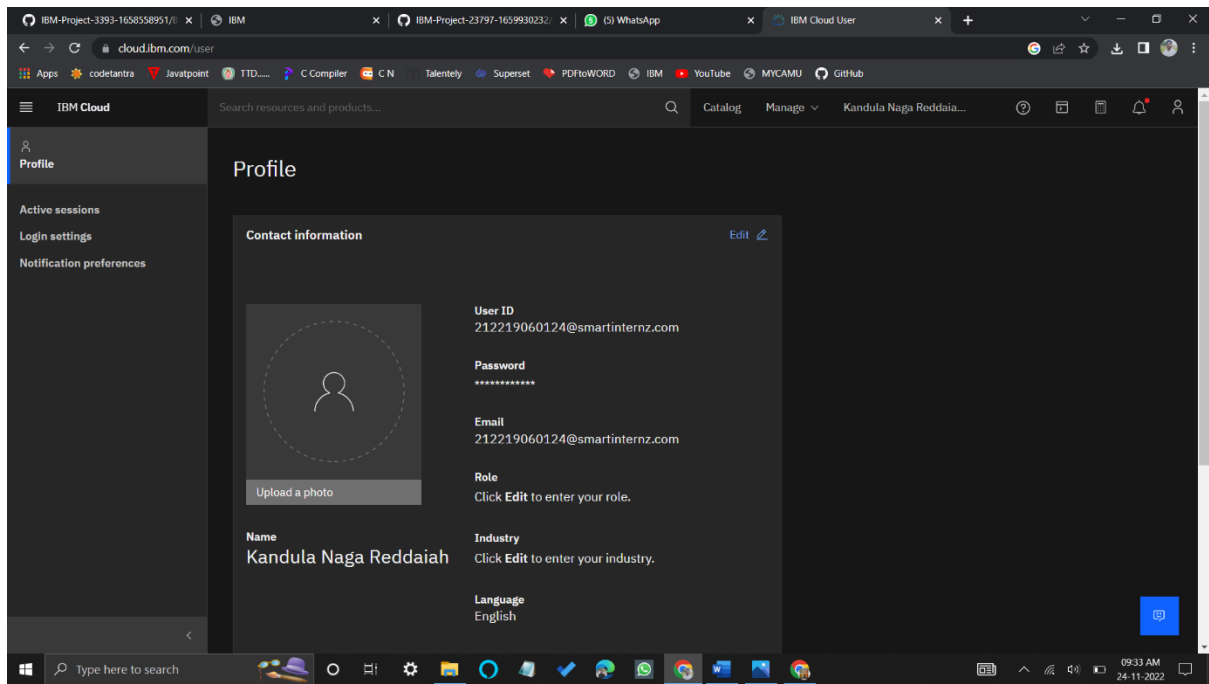 IBM-Project-3393-1658558951/B
IBM
IBM-Project-23797-1659930232/
(5) WhatsApp
IBM Cloud User
cloud.ibm.com/user
Apps codetantra Javatpoint TTD...... C Compiler C N Talentely Superset PDFtoWORD IBM YouTube MYCAMU GitHub
IBM Cloud
Search resources and products...
Catalog
Manage
Kandula Naga Reddaia...
Profile
Active sessions
Login settings
Notification preferences
Profile
Contact information
Edit
Upload a photo
Name
Kandula Naga Reddaiah
User ID
212219060124@smartinternz.com
Password
************
Email
212219060124@smartinternz.com
Role
Click Edit to enter your role.
Industry
Click Edit to enter your industry.
Language
English
Type here to search
09:33 AM
24-11-2022